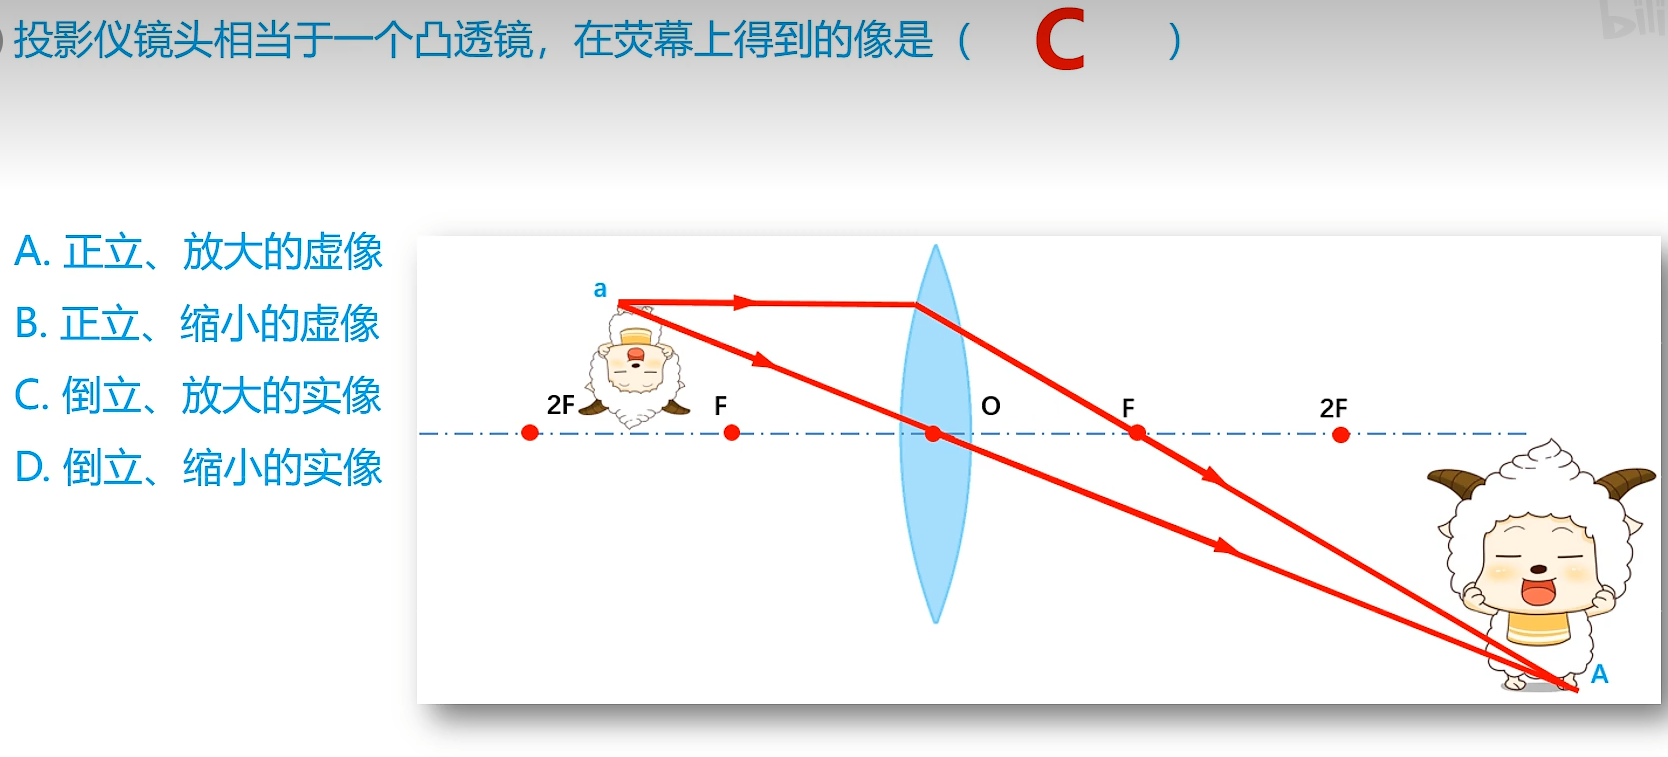 投影仪镜头相当于一个凸透镜，在荧幕上得到的像是（ C ）
A. 正立、放大的虚像
B. 正立、缩小的虚像
C. 倒立、放大的实像
D. 倒立、缩小的实像
a
2F F O F 2F
A
bili